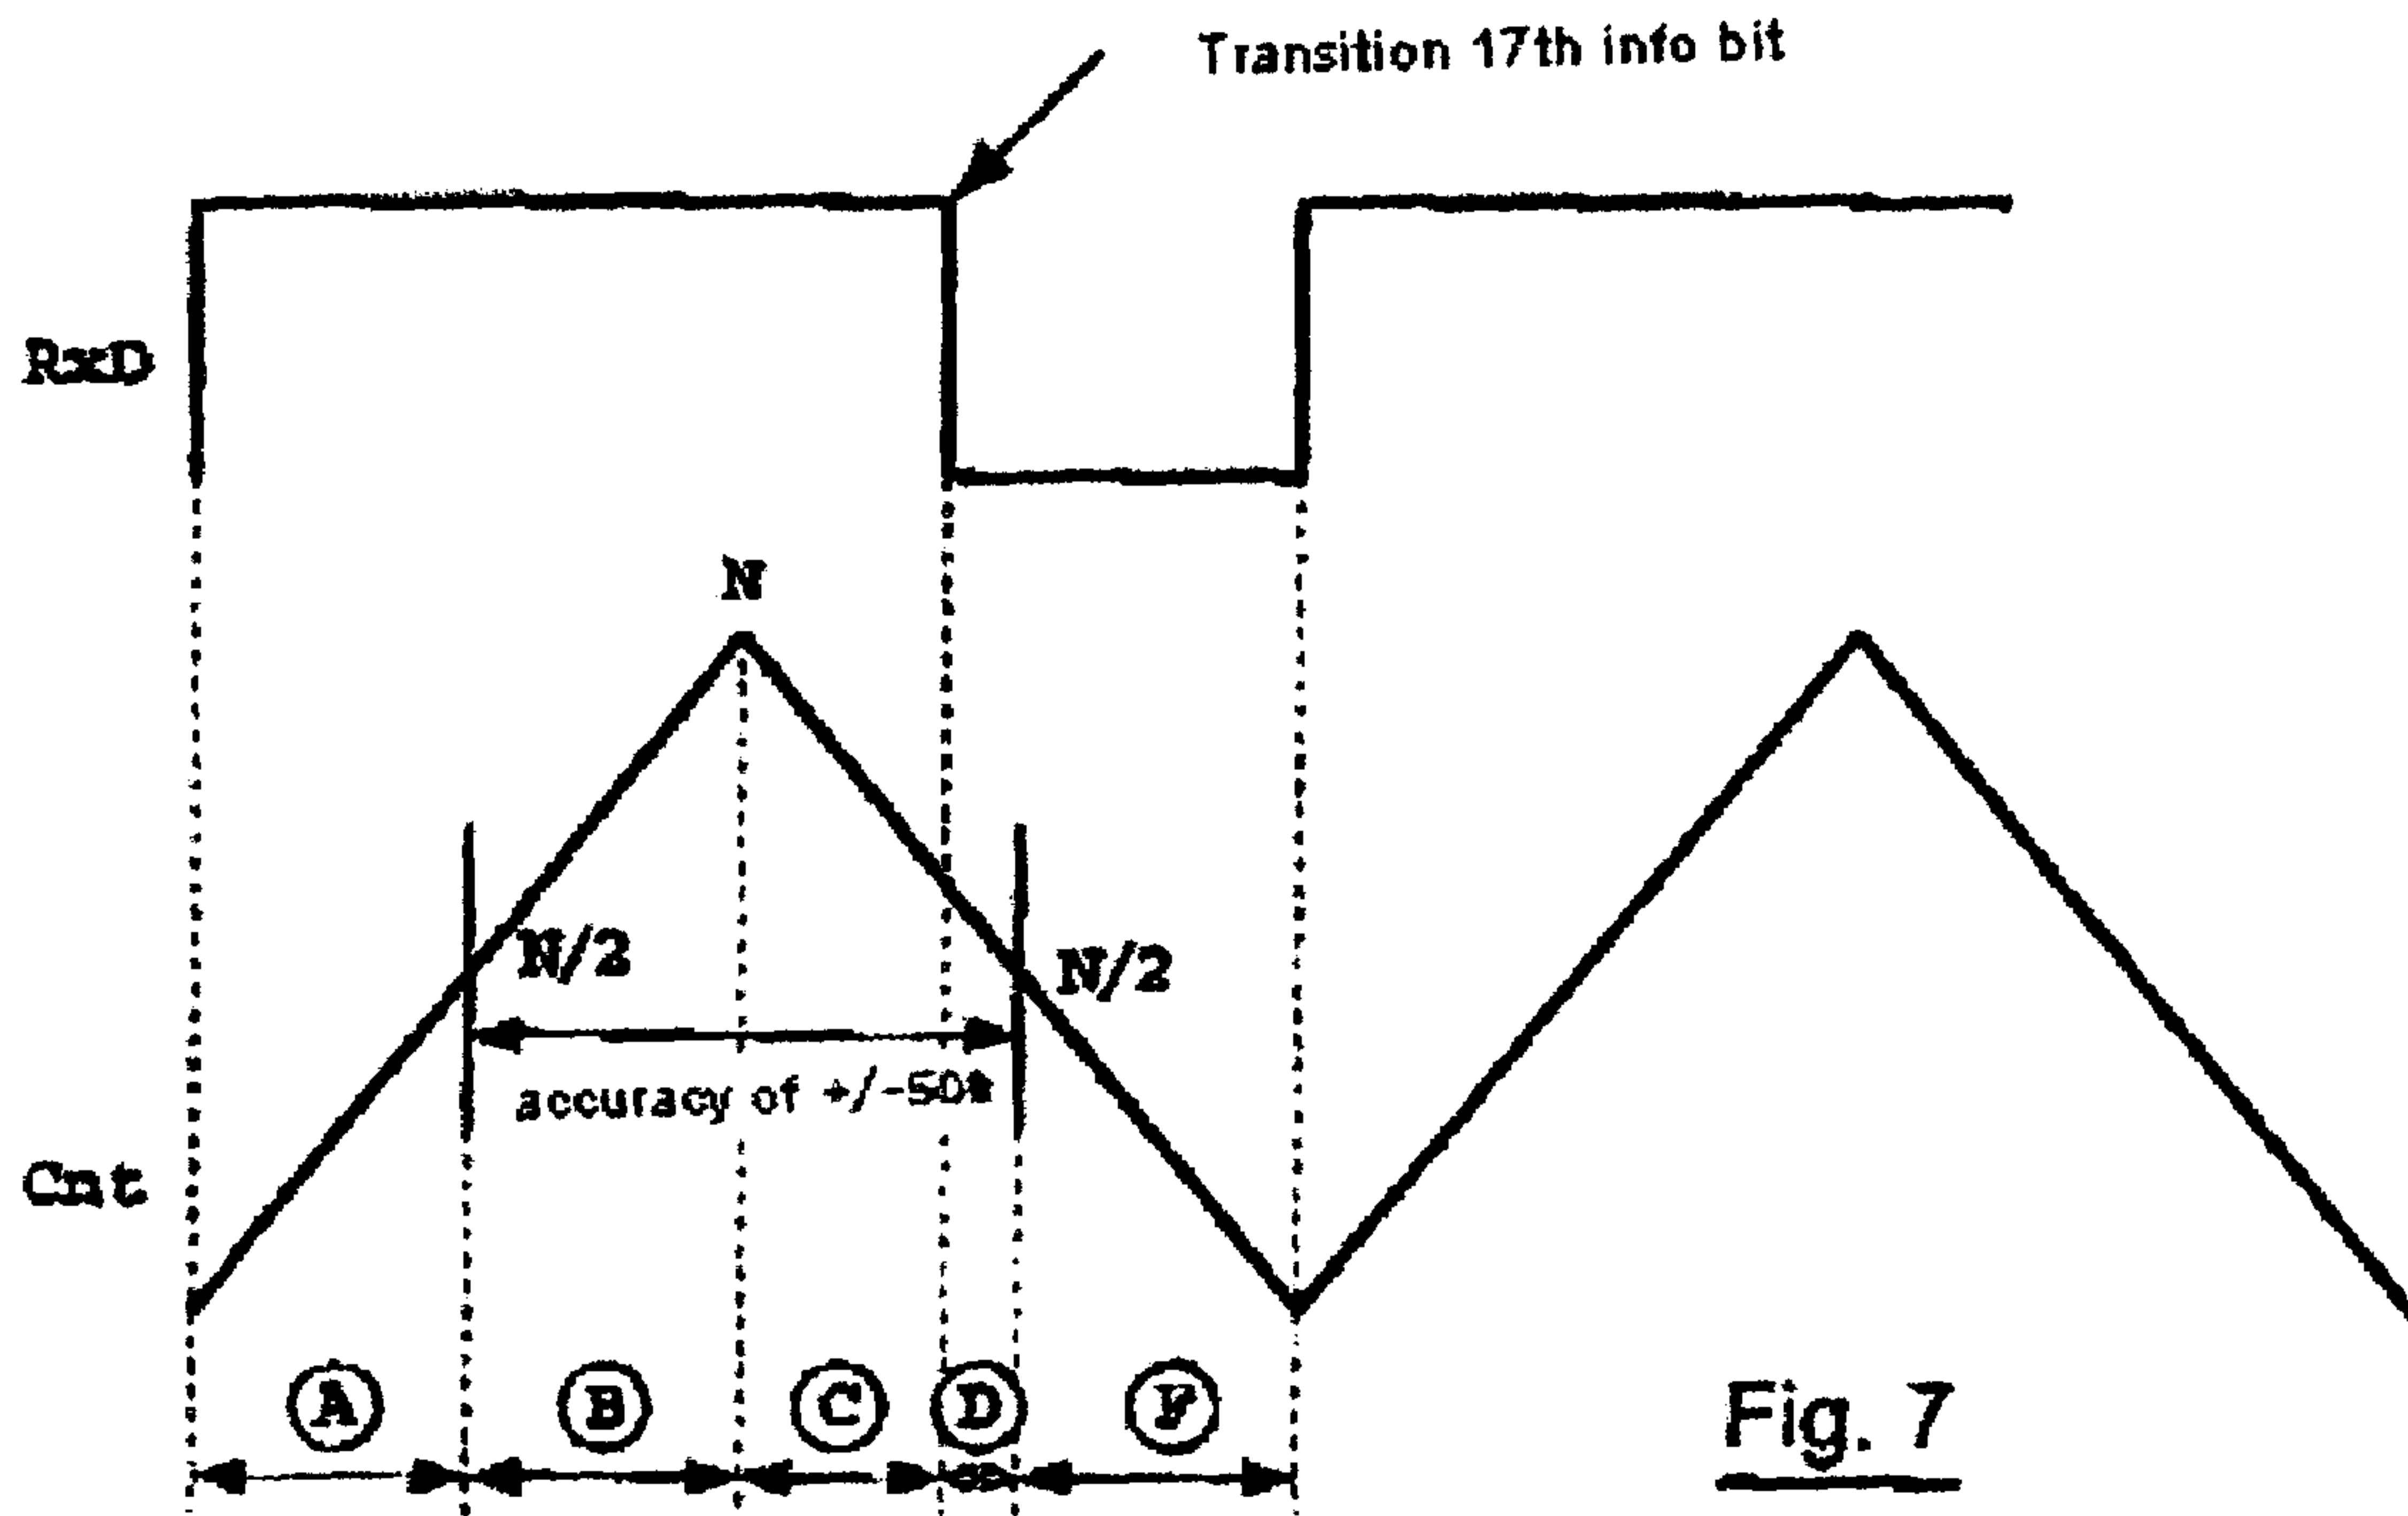 Transition 17th info bit
RxD
N
N/2
N/2
accuracy of +/-50%
Cnt
A B C D F
Fig. 7